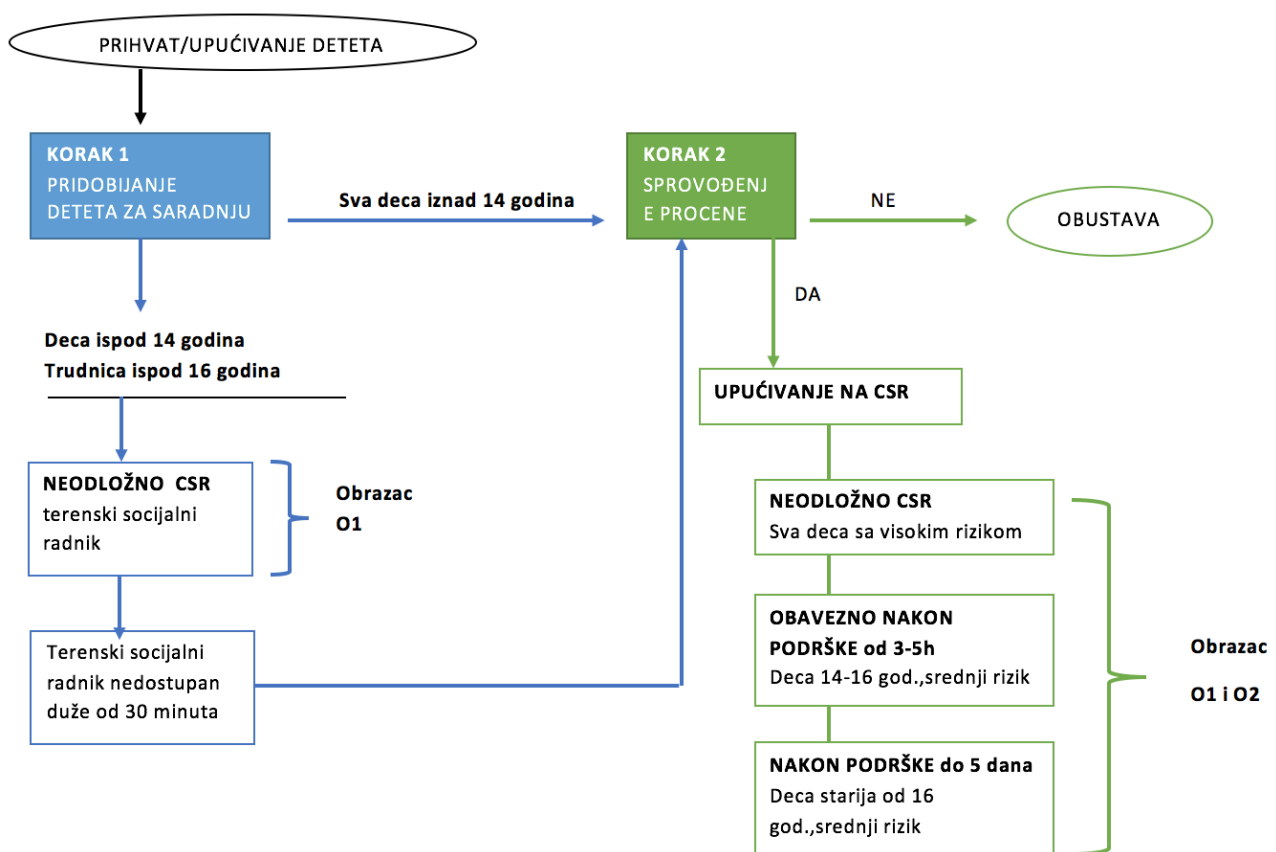 PRIHVAT/UPUĆIVANJE DETETA
KORAK 1
PRIDOBIJANJE
DETETA ZA SARADNJU
Sva deca iznad 14 godina
KORAK 2
SPROVOĐENJ
E PROCENE
NE
OBUSTAVA
DA
Deca ispod 14 godina
Trudnica ispod 16 godina
UPUĆIVANJE NA CSR
NEODLOŽNO  CSR
terenski socijalni
radnik
Obrazac
O1
Terenski socijalni
radnik nedostupan
duže od 30 minuta
NEODLOŽNO CSR
Sva deca sa visokim rizikom
OBAVEZNO NAKON
PODRŠKE od 3-5h
Deca 14-16 god.,srednji rizik
NAKON PODRŠKE do 5 dana
Deca starija od 16
god.,srednji rizik
Obrazac
O1 i O2